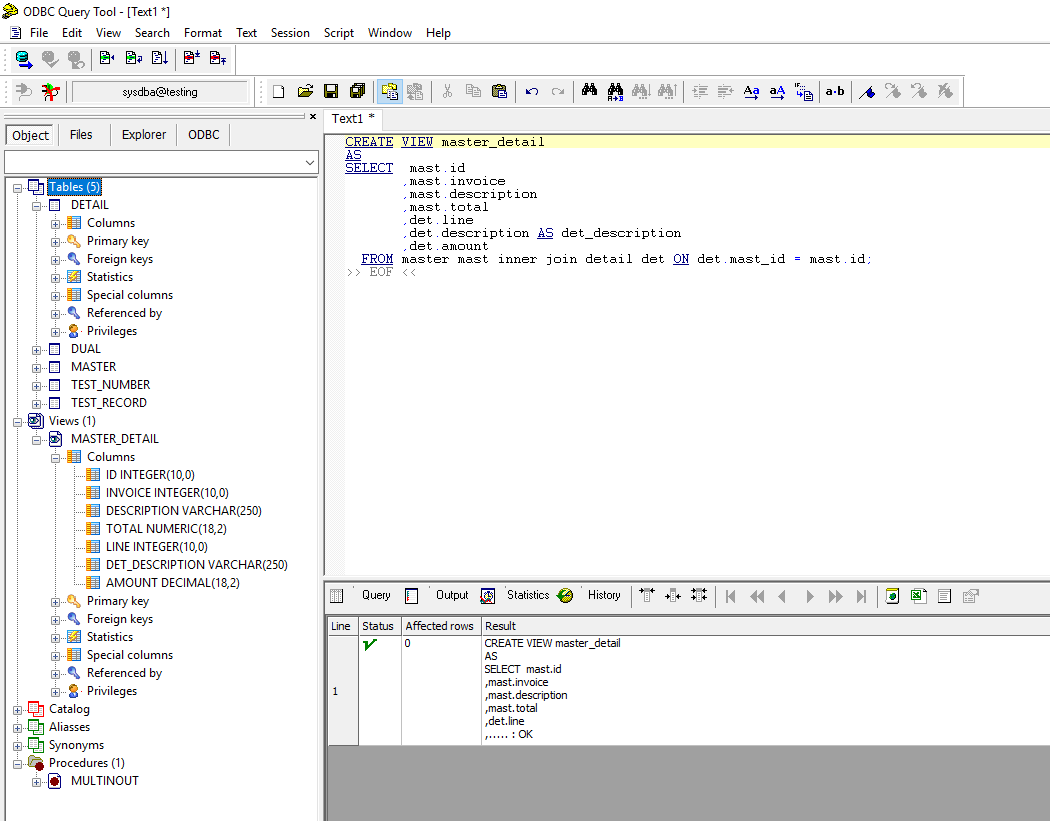 ODBC Query Tool - [Text1 *]
File Edit View Search Format Text Session Script Window Help
sysdba@testing
a·b
Object Files Explorer ODBC
Text1 *
CREATE VIEW master_detail
AS
SELECT  mast.id
,mast.invoice
,mast.description
,mast.total
,det.line
,det.description AS det_description
,det.amount
FROM master mast inner join detail det ON det.mast_id = mast.id;
>> EOF <<
Tables (5)
DETAIL
Columns
Primary key
Foreign keys
Statistics
Special columns
Referenced by
Privileges
DUAL
MASTER
TEST_NUMBER
TEST_RECORD
Views (1)
MASTER_DETAIL
Columns
ID INTEGER(10,0)
INVOICE INTEGER(10,0)
DESCRIPTION VARCHAR(250)
TOTAL NUMERIC(18,2)
LINE INTEGER(10,0)
DET_DESCRIPTION VARCHAR(250)
AMOUNT DECIMAL(18,2)
Primary key
Foreign keys
Statistics
Special columns
Referenced by
Privileges
Catalog
Aliasses
Synonyms
Procedures (1)
MULTINOUT
Query Output Statistics History
Line Status Affected rows Result
1 0 CREATE VIEW master_detail
AS
SELECT mast.id
,mast.invoice
,mast.description
,mast.total
,det.line
,..... : OK